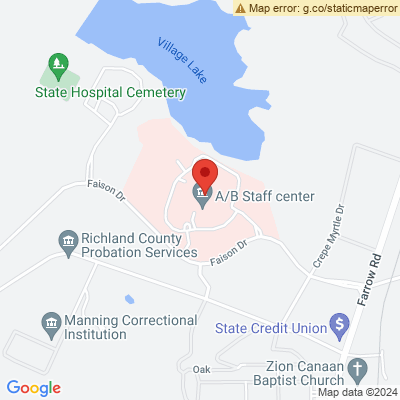 Map error: g.co/staticmaperror
Village Lake
State Hospital Cemetery
A/B Staff center
Faison Dr
Crepe Myrtle Dr
Richland County
Probation Services
Faison Dr
Farrow Rd
Manning Correctional
Institution
State Credit Union
Oak
Zion Canaan
Baptist Church
Google
Map data ©2024